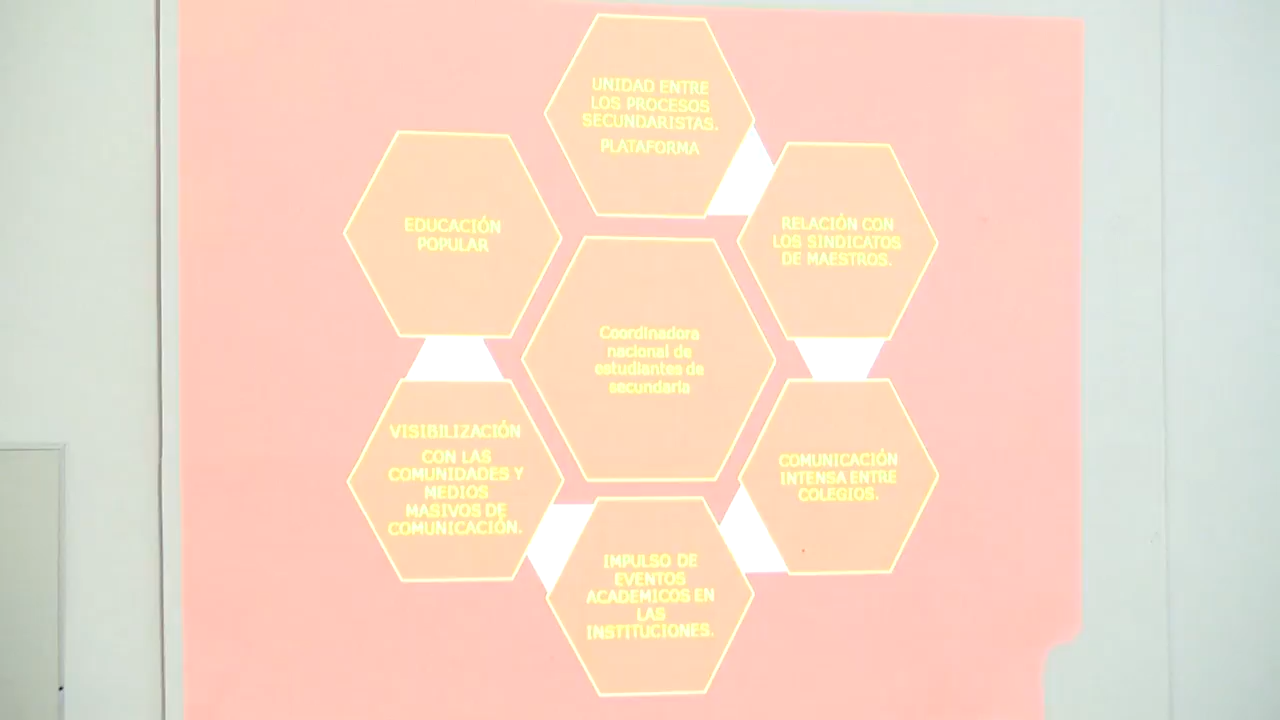 UNIDAD ENTRE
LOS PROCESOS
SECUNDARISTAS.
PLATAFORMA
RELACIÓN CON
LOS SINDICATOS
DE MAESTROS.
COMUNICACIÓN
INTENSA ENTRE
COLEGIOS.
IMPULSO DE
EVENTOS
ACADEMICOS EN
LAS
INSTITUCIONES.
VISIBILIZACIÓN
CON LAS
COMUNIDADES Y
MEDIOS
MASIVOS DE
COMUNICACIÓN.
EDUCACIÓN
POPULAR
Coordinadora
nacional de
estudiantes de
secundaria